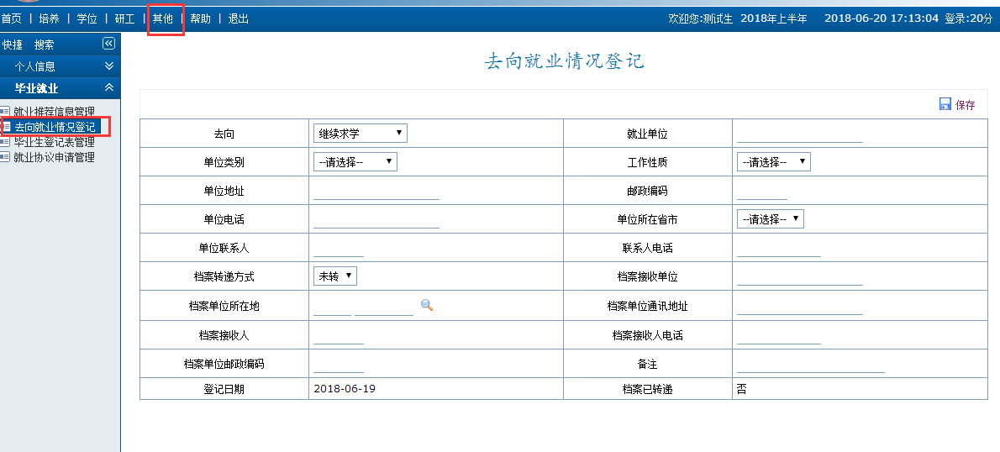 首页 | 培养 | 学位 | 研工 | 其他 | 帮助 | 退出 欢迎您:测试生 2018年上半年 2018-06-20 17:13:04 登录:20分
快捷 搜索
个人信息
毕业就业
就业推荐信息管理
去向就业情况登记
毕业生登记表管理
就业协议申请管理
去向就业情况登记
保存
去向 继续求学 就业单位
单位类别 --请选择-- 工作性质 --请选择--
单位地址 邮政编码
单位电话 单位所在省市 --请选择--
单位联系人 联系人电话
档案转递方式 未转 档案接收单位
档案单位所在地 档案单位通讯地址
档案接收人 档案接收人电话
档案单位邮政编码 备注
登记日期 2018-06-19 档案已转递 否